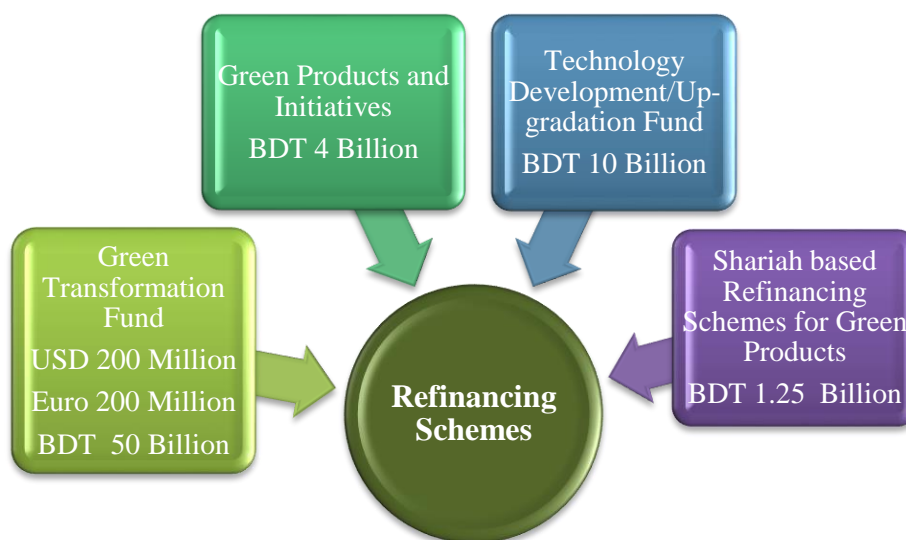 Green
Transformation
Fund
USD 200 Million
Euro 200 Million
BDT 50 Billion
Green Products and
Initiatives
BDT 4 Billion
Technology
Development/Up-
gradation Fund
BDT 10 Billion
Shariah based
Refinancing
Schemes for Green
Products
BDT 1.25 Billion
Refinancing
Schemes